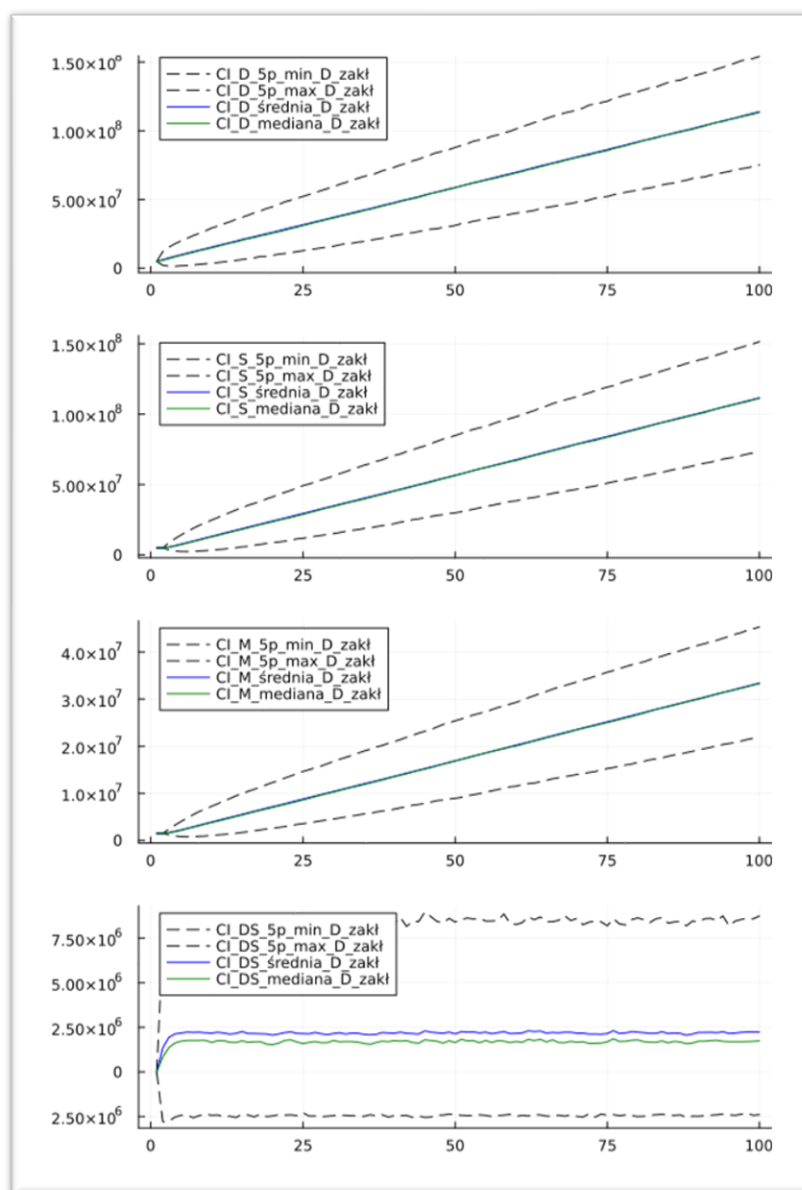 1.50×10⁸
CI_D_5p_min_D_zakł
CI_D_5p_max_D_zakł
CI_D_średnia_D_zakł
CI_D_mediana_D_zakł
1.00×10⁸
5.00×10⁷
0
0 25 50 75 100
1.50×10⁸
CI_S_5p_min_D_zakł
CI_S_5p_max_D_zakł
CI_S_średnia_D_zakł
CI_S_mediana_D_zakł
1.00×10⁸
5.00×10⁷
0
0 25 50 75 100
CI_M_5p_min_D_zakł
CI_M_5p_max_D_zakł
CI_M_średnia_D_zakł
CI_M_mediana_D_zakł
4.0×10⁷
3.0×10⁷
2.0×10⁷
1.0×10⁷
0
0 25 50 75 100
CI_DS_5p_min_D_zakł
CI_DS_5p_max_D_zakł
CI_DS_średnia_D_zakł
CI_DS_mediana_D_zakł
7.50×10⁶
5.00×10⁶
2.50×10⁶
0
2.50×10⁶
0 25 50 75 100